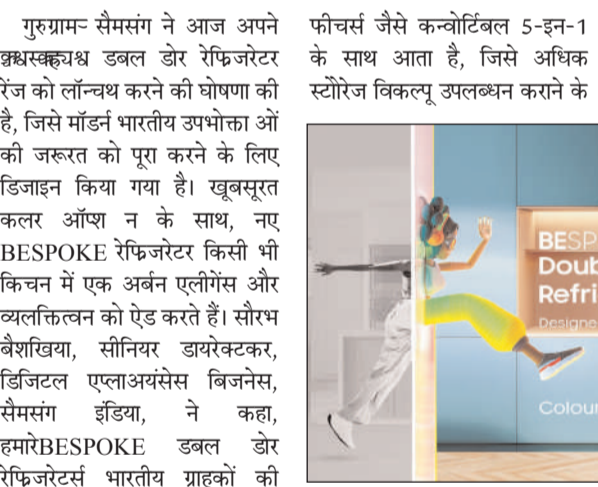 गुरुग्राम- सैमसंग ने आज अपने
डबल डोर रेफ्रिजरेटर
रेंज को लॉन्चथ करने की घोषणा की
है, जिसे मॉडर्न भारतीय उपभोक्ता ओं
की जरूरत को पूरा करने के लिए
डिजाइन किया गया है। खूबसूरत
कलर ऑप्श न के साथ, नए
BESPOKE रेफ्रिजरेटर किसी भी
किचन में एक अर्बन एलीगेंस और
व्यलक्तित्वन को ऐड करते हैं। सौरभ
बैशखिया, सीनियर डायरेक्टकर,
डिजिटल एप्लाअयंसेस बिजनेस,
सैमसंग इंडिया, ने कहा,
हमारेBESPOKE डबल डोर
रेफ्रिजरेटर्स भारतीय ग्राहकों की
फीचर्स जैसे कन्वोर्टिबल 5-इन-1
के साथ आता है, जिसे अधिक
स्टोरेज विकल्पू उपलब्धन कराने के
BESP
Doub
Refri
Designe
Colour